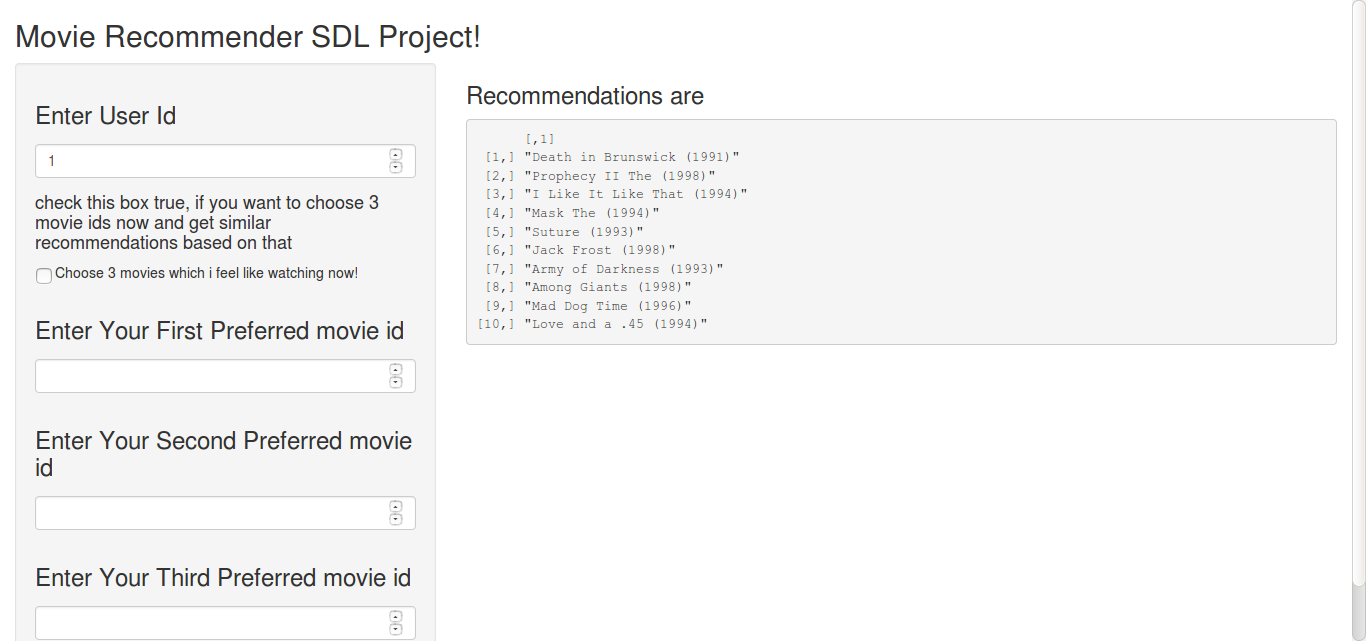 Movie Recommender SDL Project!
Enter User Id
1
check this box true, if you want to choose 3
movie ids now and get similar
recommendations based on that
Choose 3 movies which i feel like watching now!
Enter Your First Preferred movie id
Enter Your Second Preferred movie
id
Enter Your Third Preferred movie id
Recommendations are
[,1]
[1,] "Death in Brunswick (1991)"
[2,] "Prophecy II The (1998)"
[3,] "I Like It Like That (1994)"
[4,] "Mask The (1994)"
[5,] "Suture (1993)"
[6,] "Jack Frost (1998)"
[7,] "Army of Darkness (1993)"
[8,] "Among Giants (1998)"
[9,] "Mad Dog Time (1996)"
[10,] "Love and a .45 (1994)"